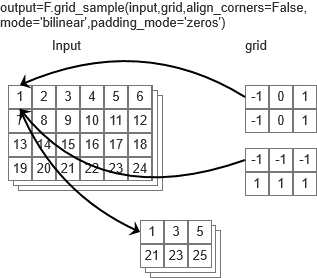 output=F.grid_sample(input,grid,align_corners=False,
mode='bilinear',padding_mode='zeros')
Input
grid
1 2 3 4 5 6
7 8 9 10 11 12
13 14 15 16 17 18
19 20 21 22 23 24
-1 0 1
-1 0 1
-1 -1 -1
1 1 1
1 3 5
21 23 25